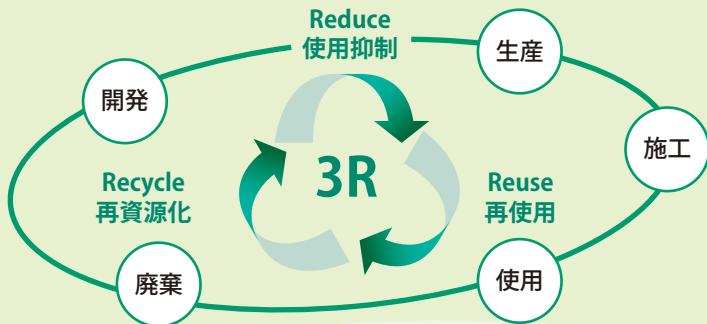 Reduce
使用抑制
生産
開発
施工
3R
Recycle
再資源化
Reuse
再使用
廃棄
使用